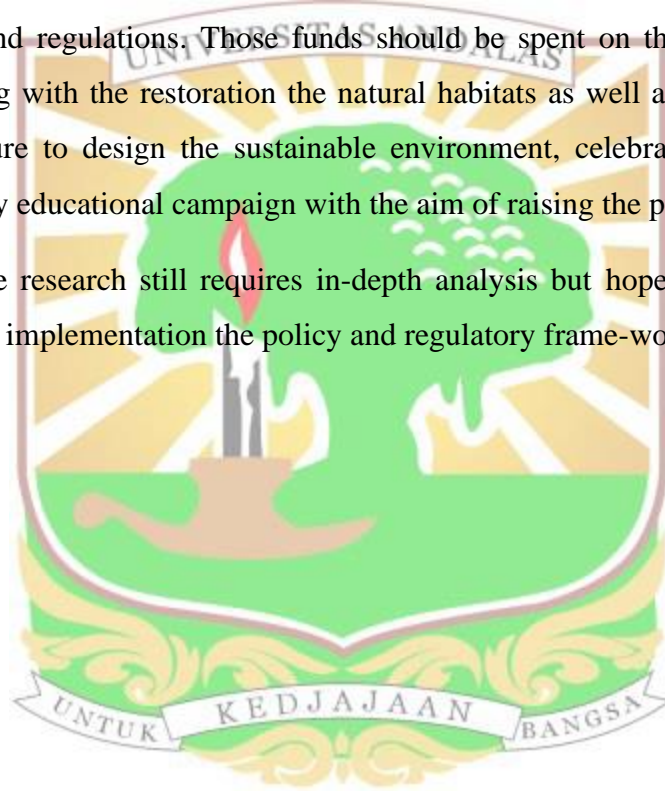 nd regulations. Those funds should be spent on th
UNIVERSITAS ANDALAS
g with the restoration the natural habitats as well a
ure to design the sustainable environment, celebra
y educational campaign with the aim of raising the p
e research still requires in-depth analysis but hope
implementation the policy and regulatory frame-wo
UNTUK KEDJAJAAN BANGSA